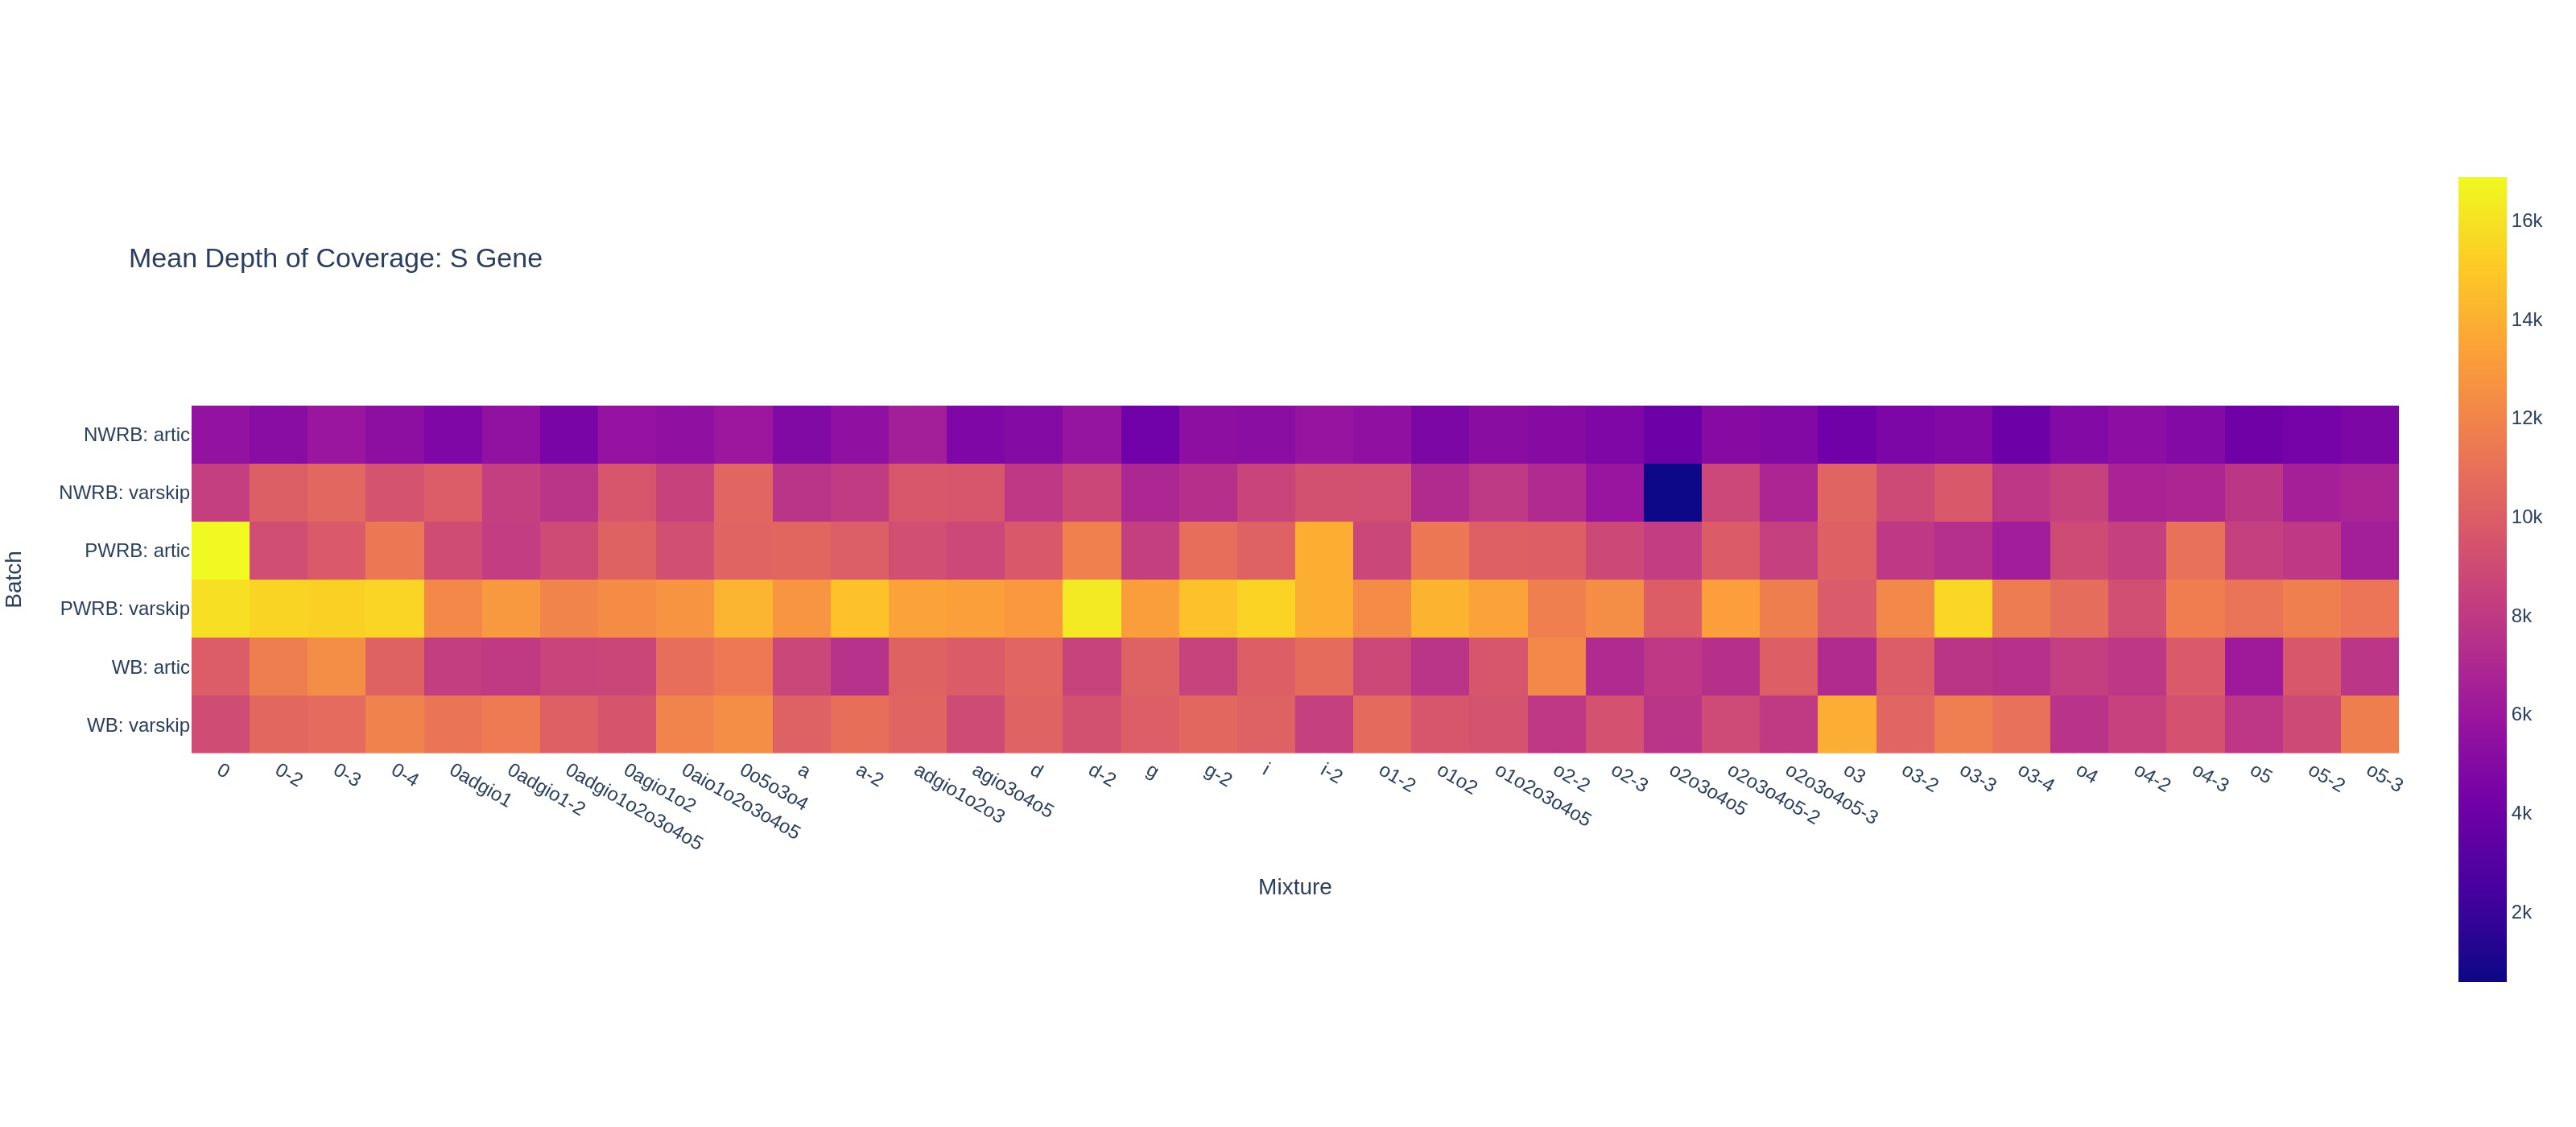 Mean Depth of Coverage: S Gene
16k
14k
12k
10k
8k
6k
4k
2k
Batch
NWRB: artic
NWRB: varskip
PWRB: artic
PWRB: varskip
WB: artic
WB: varskip
0
0-2
0-3
0-4
0adgio1
0adgio1-2
0adgio1o2o3o4o5
0agio1o2
0aio1o2o3o4o5
0o5o3o4
a
a-2
adgio1o2o3
agio3o4o5
d
d-2
g
g-2
i
i-2
o1-2
o1o2
o1o2o3o4o5
o2-2
o2-3
o2o3o4o5
o2o3o4o5-2
o2o3o4o5-3
o3
o3-2
o3-3
o3-4
o4
o4-2
o4-3
o5
o5-2
o5-3
Mixture